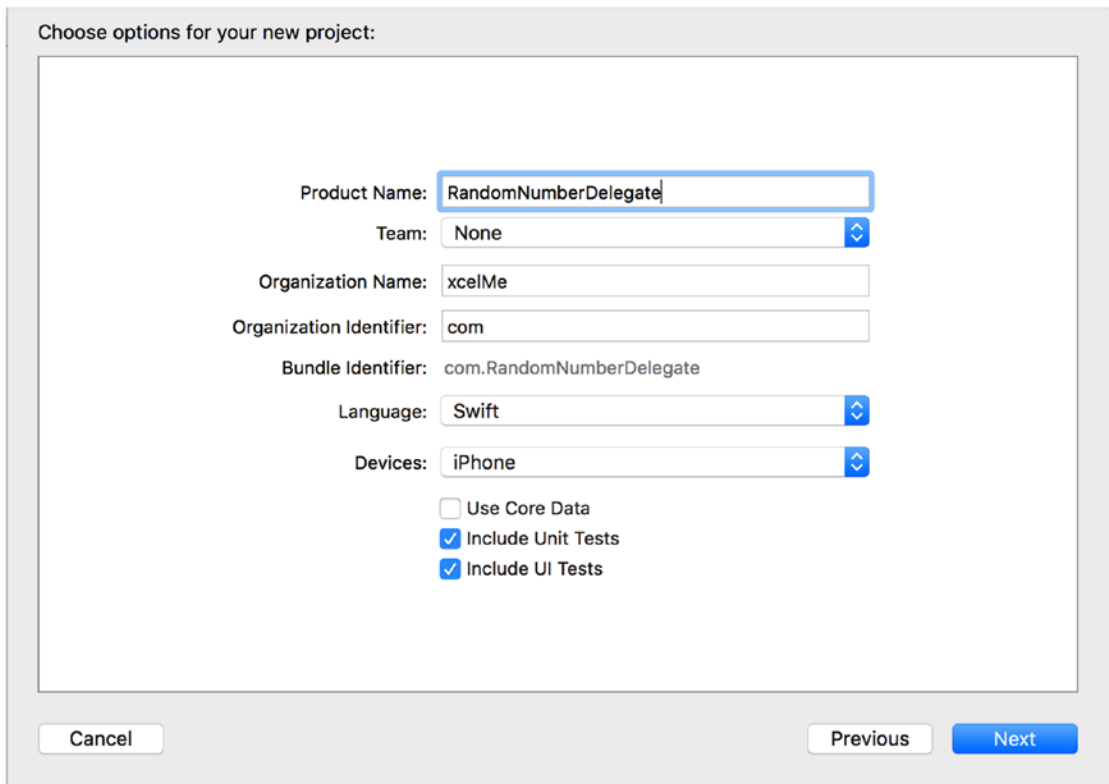 Choose options for your new project:
Product Name: RandomNumberDelegate
Team: None
Organization Name: xcelMe
Organization Identifier: com
Bundle Identifier: com.RandomNumberDelegate
Language: Swift
Devices: iPhone
Use Core Data
Include Unit Tests
Include UI Tests
Cancel Previous Next